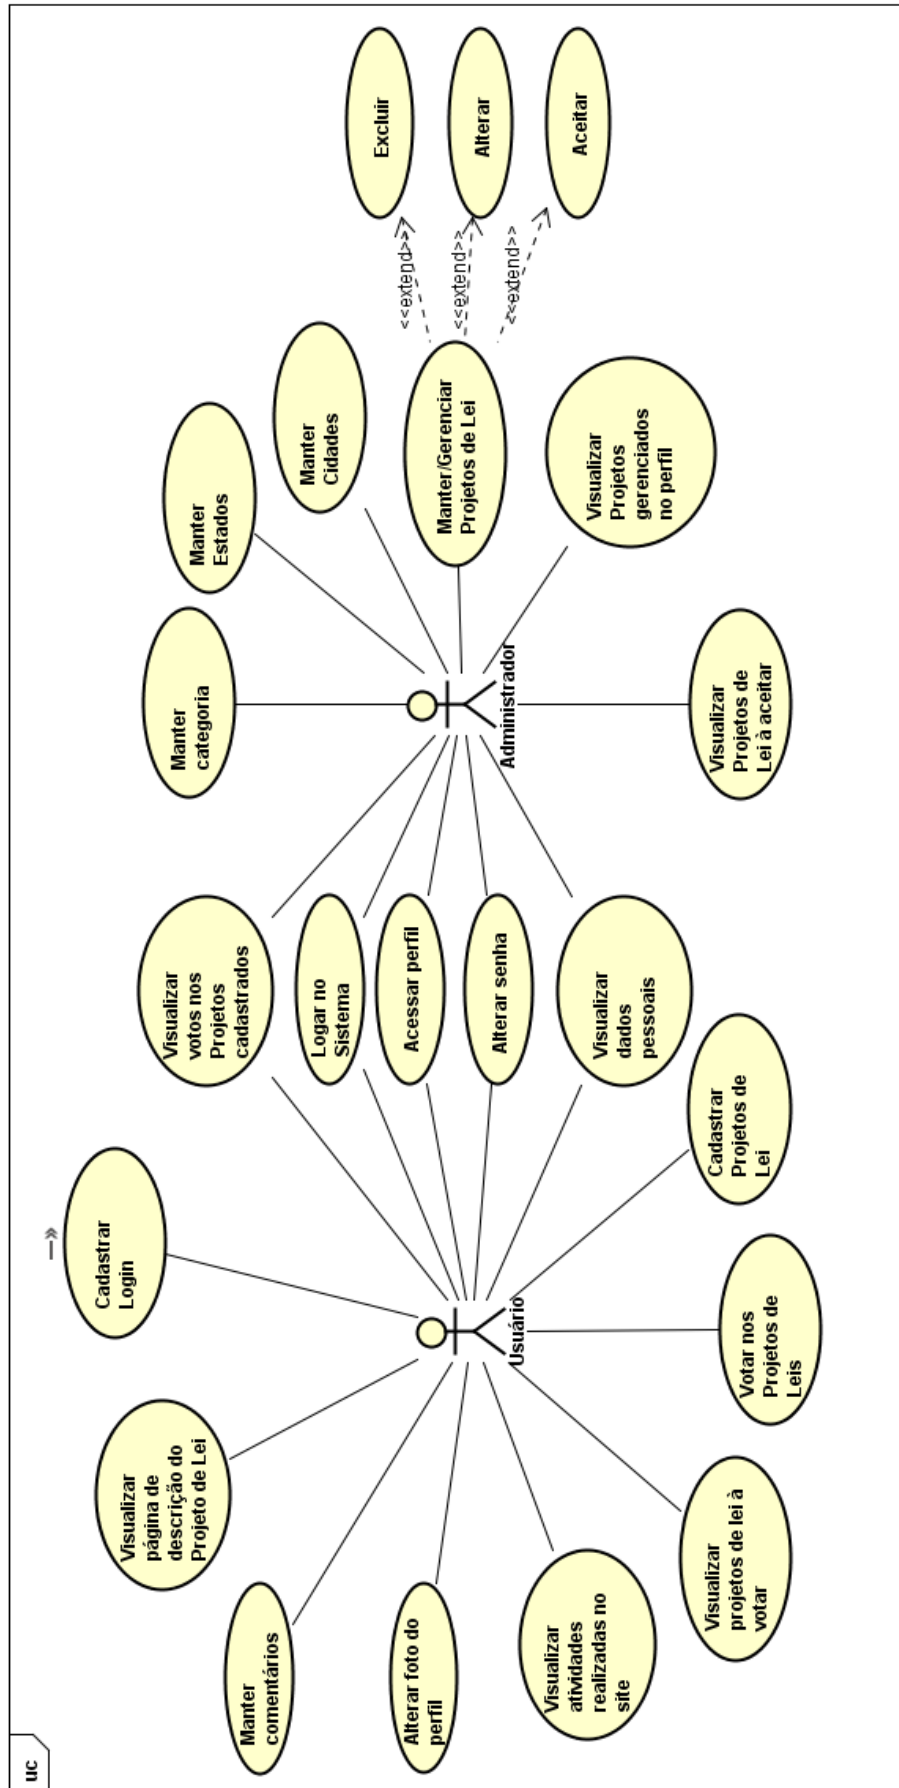 uc
Cadastrar
Login
Visualizar
página de
descrição do
Projeto de Lei
Visualizar
votos nos
Projetos
cadastrados
Manter
categoria
Manter
Estados
Manter
comentários
Logar no
Sistema
Manter
Cidades
Excluir
Alterar foto do
perfil
Acessar perfil
<<extend>>
Manter/Gerenciar
Projetos de Lei
<<extend>>
Alterar
Alterar senha
Usuário
Administrador
<<extend>>
Aceitar
Visualizar
atividades
realizadas no
site
Visualizar
dados
pessoais
Visualizar
Projetos
gerenciados
no perfil
Visualizar
projetos de lei à
votar
Votar nos
Projetos de
Leis
Cadastrar
Projetos de
Lei
Visualizar
Projetos de
Lei à aceitar